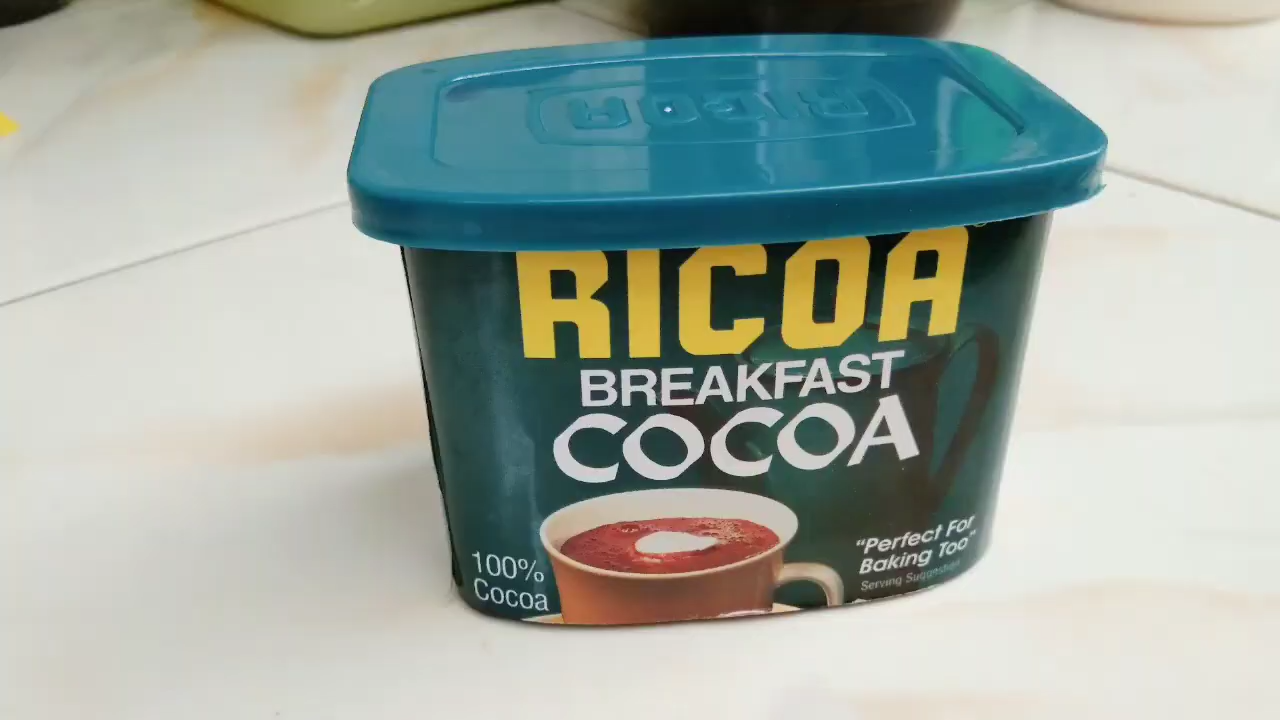 RICOA
RICOA
BREAKFAST
COCOA
100%
Cocoa
"Perfect For
Baking Too"
Serving Suggestion